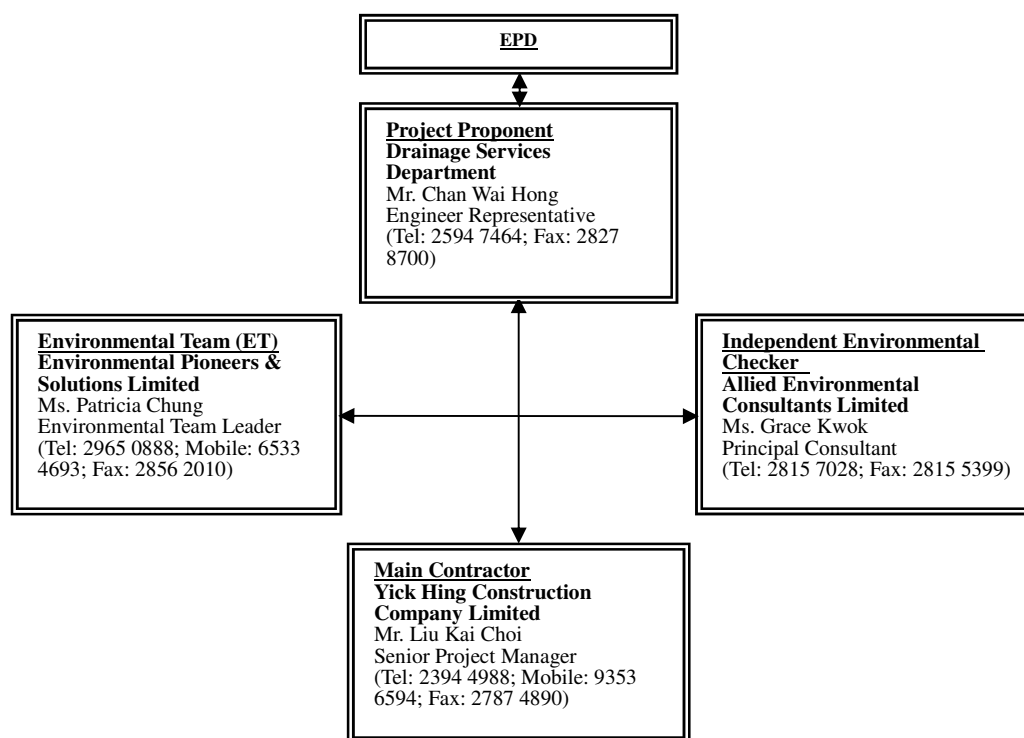 EPD
Project Proponent
Drainage Services
Department
Mr. Chan Wai Hong
Engineer Representative
(Tel: 2594 7464; Fax: 2827
8700)
Environmental Team (ET)
Environmental Pioneers &
Solutions Limited
Ms. Patricia Chung
Environmental Team Leader
(Tel: 2965 0888; Mobile: 6533
4693; Fax: 2856 2010)
Independent Environmental
Checker
Allied Environmental
Consultants Limited
Ms. Grace Kwok
Principal Consultant
(Tel: 2815 7028; Fax: 2815 5399)
Main Contractor
Yick Hing Construction
Company Limited
Mr. Liu Kai Choi
Senior Project Manager
(Tel: 2394 4988; Mobile: 9353
6594; Fax: 2787 4890)